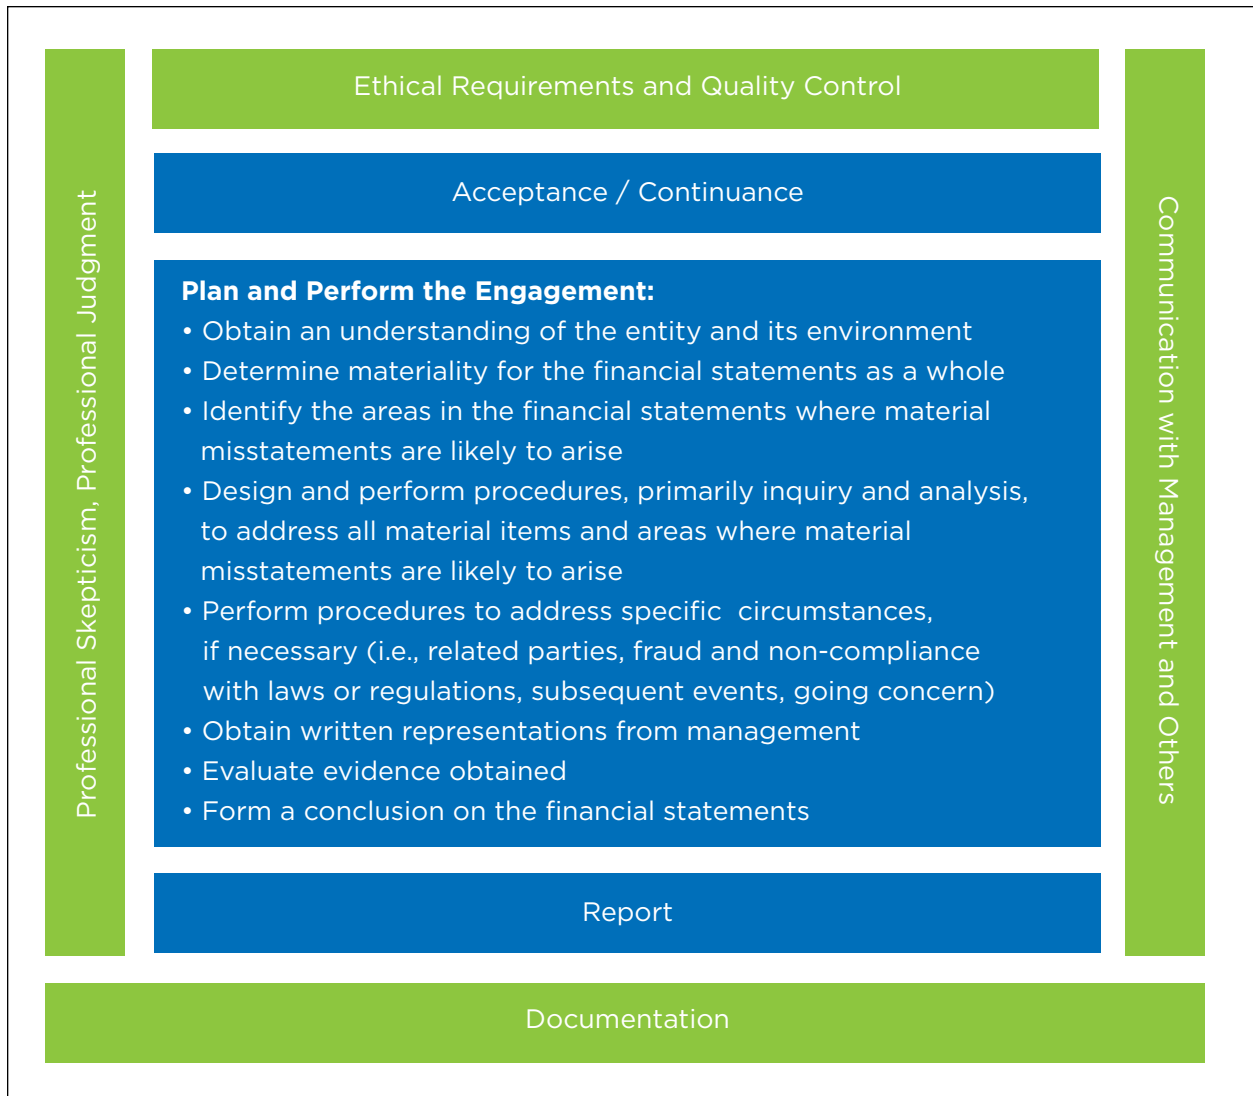 Ethical Requirements and Quality Control
Professional Skepticism, Professional Judgment
Acceptance / Continuance
Plan and Perform the Engagement:
• Obtain an understanding of the entity and its environment
• Determine materiality for the financial statements as a whole
• Identify the areas in the financial statements where material
misstatements are likely to arise
• Design and perform procedures, primarily inquiry and analysis,
to address all material items and areas where material
misstatements are likely to arise
• Perform procedures to address specific circumstances,
if necessary (i.e., related parties, fraud and non-compliance
with laws or regulations, subsequent events, going concern)
• Obtain written representations from management
• Evaluate evidence obtained
• Form a conclusion on the financial statements
Report
Communication with Management and Others
Documentation